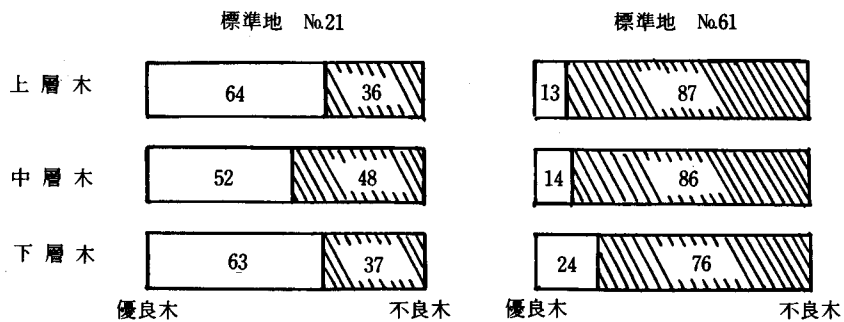 標準地 No.21 標準地 No.61
上層木 64 36 13 87
中層木 52 48 14 86
下層木 63 37 24 76
優良木 不良木 優良木 不良木